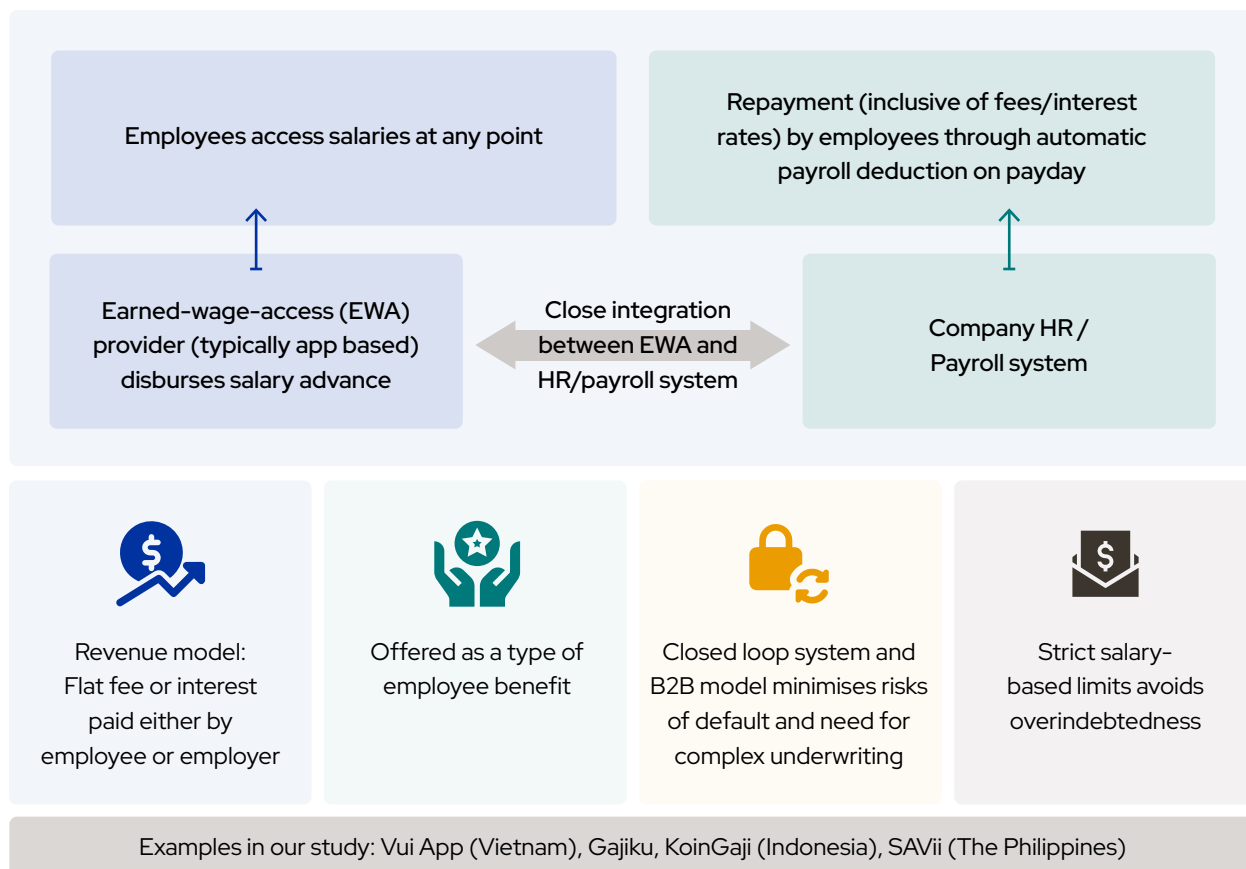 Employees access salaries at any point
Repayment (inclusive of fees/interest
rates) by employees through automatic
payroll deduction on payday
Earned-wage-access (EWA)
provider (typically app based)
disburses salary advance
Close integration
between EWA and
HR/payroll system
Company HR /
Payroll system
$
$
Revenue model:
Flat fee or interest
paid either by
employee or employer
Offered as a type of
employee benefit
Closed loop system and
B2B model minimises risks
of default and need for
complex underwriting
Strict salary-
based limits avoids
overindebtedness
Examples in our study: Vui App (Vietnam), Gajiku, KoinGaji (Indonesia), SAVii (The Philippines)